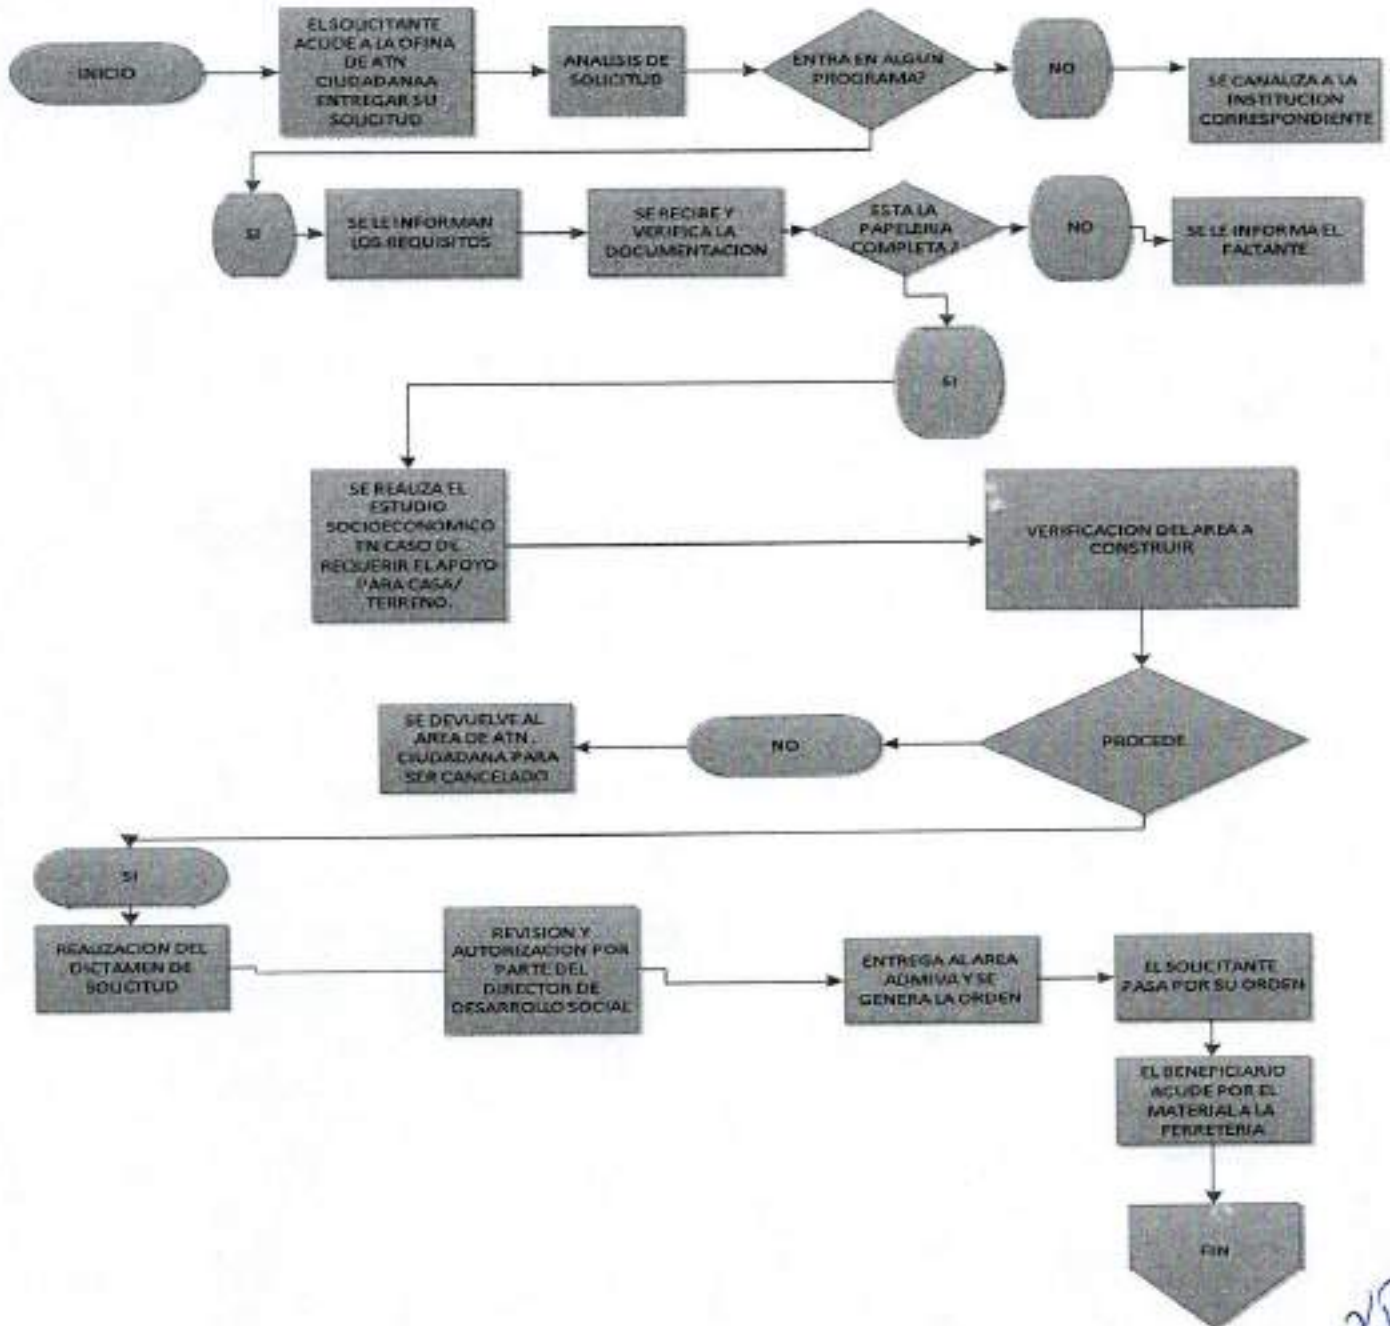 INICIO
EL SOLICITANTE
ACUDE A LA OFINA
DE ATN
CIUDADANAA
ENTREGAR SU
SOLICITUD
ANALISIS DE
SOLICITUD
ENTRA EN ALGUN
PROGRAMA?
NO
SE CANALIZA A LA
INSTITUCION
CORRESPONDIENTE
SI
SE LE INFORMAN
LOS REQUISITOS
SE RECIBE Y
VERIFICA LA
DOCUMENTACION
ESTA LA
PAPELERIA
COMPLETA?
NO
SE LE INFORMA EL
FALTANTE
SI
SE REALIZA EL
ESTUDIO
SOCIOECONOMICO
EN CASO DE
REQUERIR EL APOYO
PARA CASA/
TERRENO.
VERIFICACION DEL AREA A
CONSTRUIR
PROCEDE
NO
SE DEVUELVE AL
AREA DE ATN.
CIUDADANA PARA
SER CANCELADO
SI
REALIZACION DEL
DICTAMEN DE
SOLICITUD
REVISION Y
AUTORIZACION POR
PARTE DEL
DIRECTOR DE
DESARROLLO SOCIAL
ENTREGA AL AREA
ADMIVA Y SE
GENERA LA ORDEN
EL SOLICITANTE
PASA POR SU ORDEN
EL BENEFICIARIO
ACUDE POR EL
MATERIAL A LA
FERRETERIA
FIN